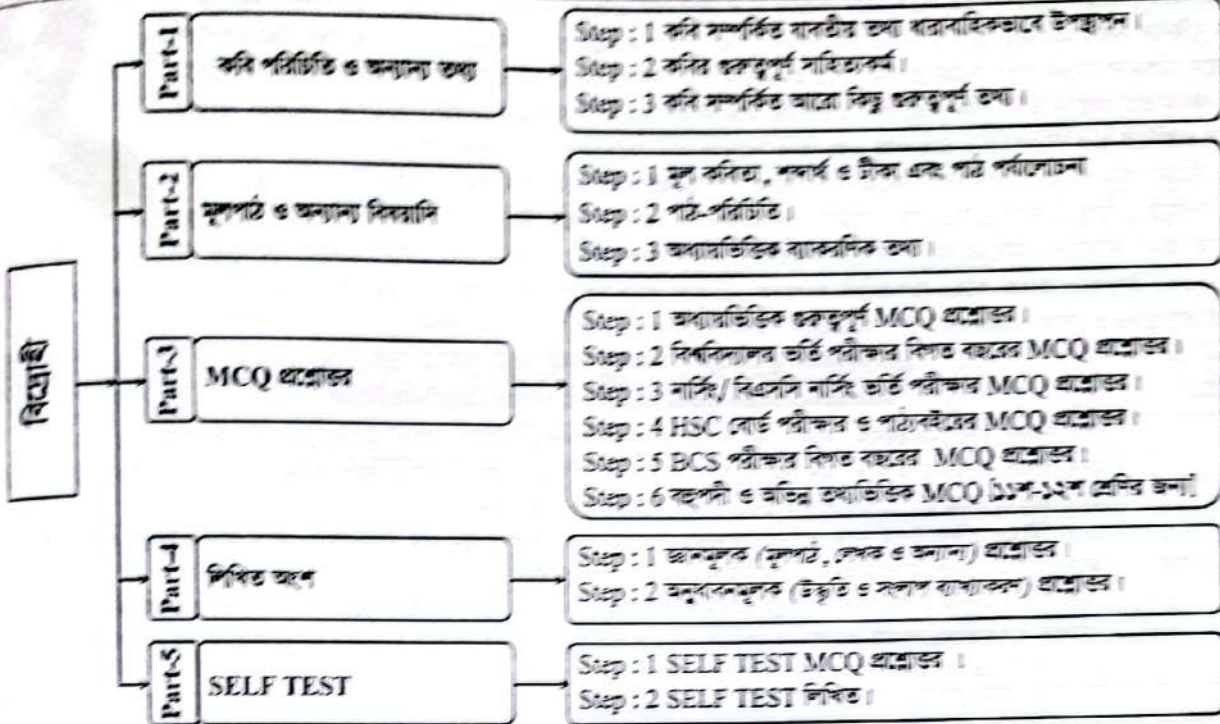 বিদ্রোহী
Part-1
কবি পরিচিতি ও অন্যান্য তথ্য
Step : 1 কবি সম্পর্কিত যাবতীয় তথ্য ধারাবাহিকভাবে উপস্থাপন।
Step : 2 কবির গুরুত্বপূর্ণ সাহিত্যকর্ম।
Step : 3 কবি সম্পর্কিত আরো কিছু গুরুত্বপূর্ণ তথ্য।
Part-2
মূলপাঠ ও অন্যান্য বিষয়াদি
Step : 1 মূল কবিতা, শব্দার্থ ও টীকা এবং পাঠ পর্যালোচনা
Step : 2 পাঠ-পরিচিতি।
Step : 3 অধ্যায়ভিত্তিক ব্যাকরণিক তথ্য।
Part-3
MCQ প্রশ্নোত্তর
Step : 1 অধ্যায়ভিত্তিক গুরুত্বপূর্ণ MCQ প্রশ্নোত্তর।
Step : 2 বিশ্ববিদ্যালয় ভর্তি পরীক্ষার বিগত বছরের MCQ প্রশ্নোত্তর।
Step : 3 নার্সিং/ বিএসসি নার্সিং ভর্তি পরীক্ষার MCQ প্রশ্নোত্তর।
Step : 4 HSC বোর্ড পরীক্ষার ও পাঠ্যবইয়ের MCQ প্রশ্নোত্তর।
Step : 5 BCS পরীক্ষার বিগত বছরের MCQ প্রশ্নোত্তর।
Step : 6 বহুপদী ও অভিন্ন তথ্যভিত্তিক MCQ [১১শ-১২শ শ্রেণির জন্য]
Part-4
লিখিত অংশ
Step : 1 জ্ঞানমূলক (মূলপাঠ, লেখক ও অন্যান্য) প্রশ্নোত্তর।
Step : 2 অনুধাবনমূলক (উদ্ধৃতি ও সংলাপ ব্যাখ্যাকরণ) প্রশ্নোত্তর।
Part-5
SELF TEST
Step : 1 SELF TEST MCQ প্রশ্নোত্তর ।
Step : 2 SELF TEST লিখিত।